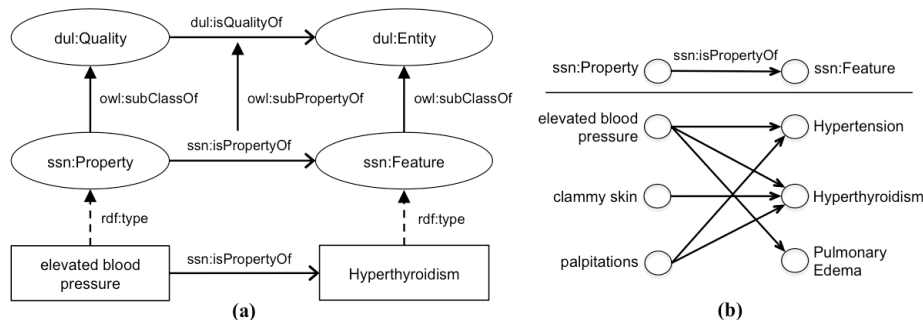 dul:isQualityOf
dul:Quality
dul:Entity
owl:subClassOf
owl:subPropertyOf
owl:subClassOf
ssn:isPropertyOf
ssn:Property
ssn:Feature
rdf:type
rdf:type
elevated blood
pressure
ssn:isPropertyOf
Hyperthyroidism
(a)
ssn:isPropertyOf
ssn:Property
ssn:Feature
elevated blood
pressure
Hypertension
clammy skin
Hyperthyroidism
palpitations
Pulmonary
Edema
(b)